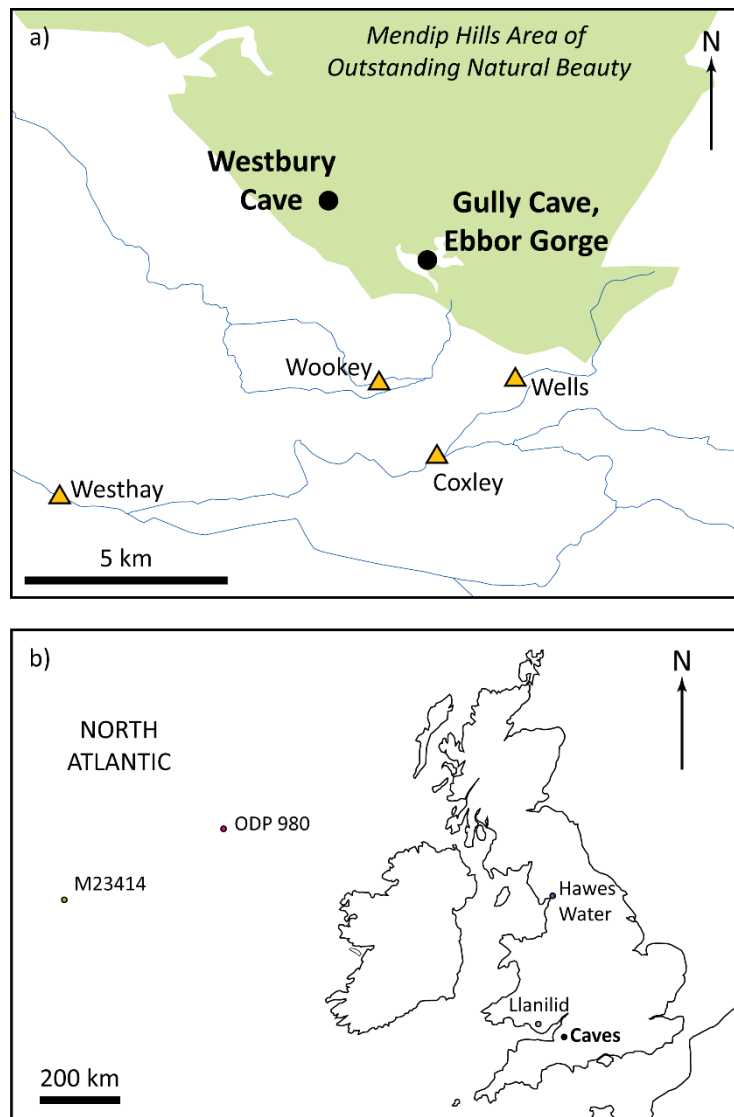 a)
Mendip Hills Area of
Outstanding Natural Beauty
N
Westbury
Cave
Gully Cave,
Ebbor Gorge
Wookey
Wells
Westhay
Coxley
5 km
b)
N
NORTH
ATLANTIC
ODP 980
M23414
Hawes
Water
Llanilid
Caves
200 km